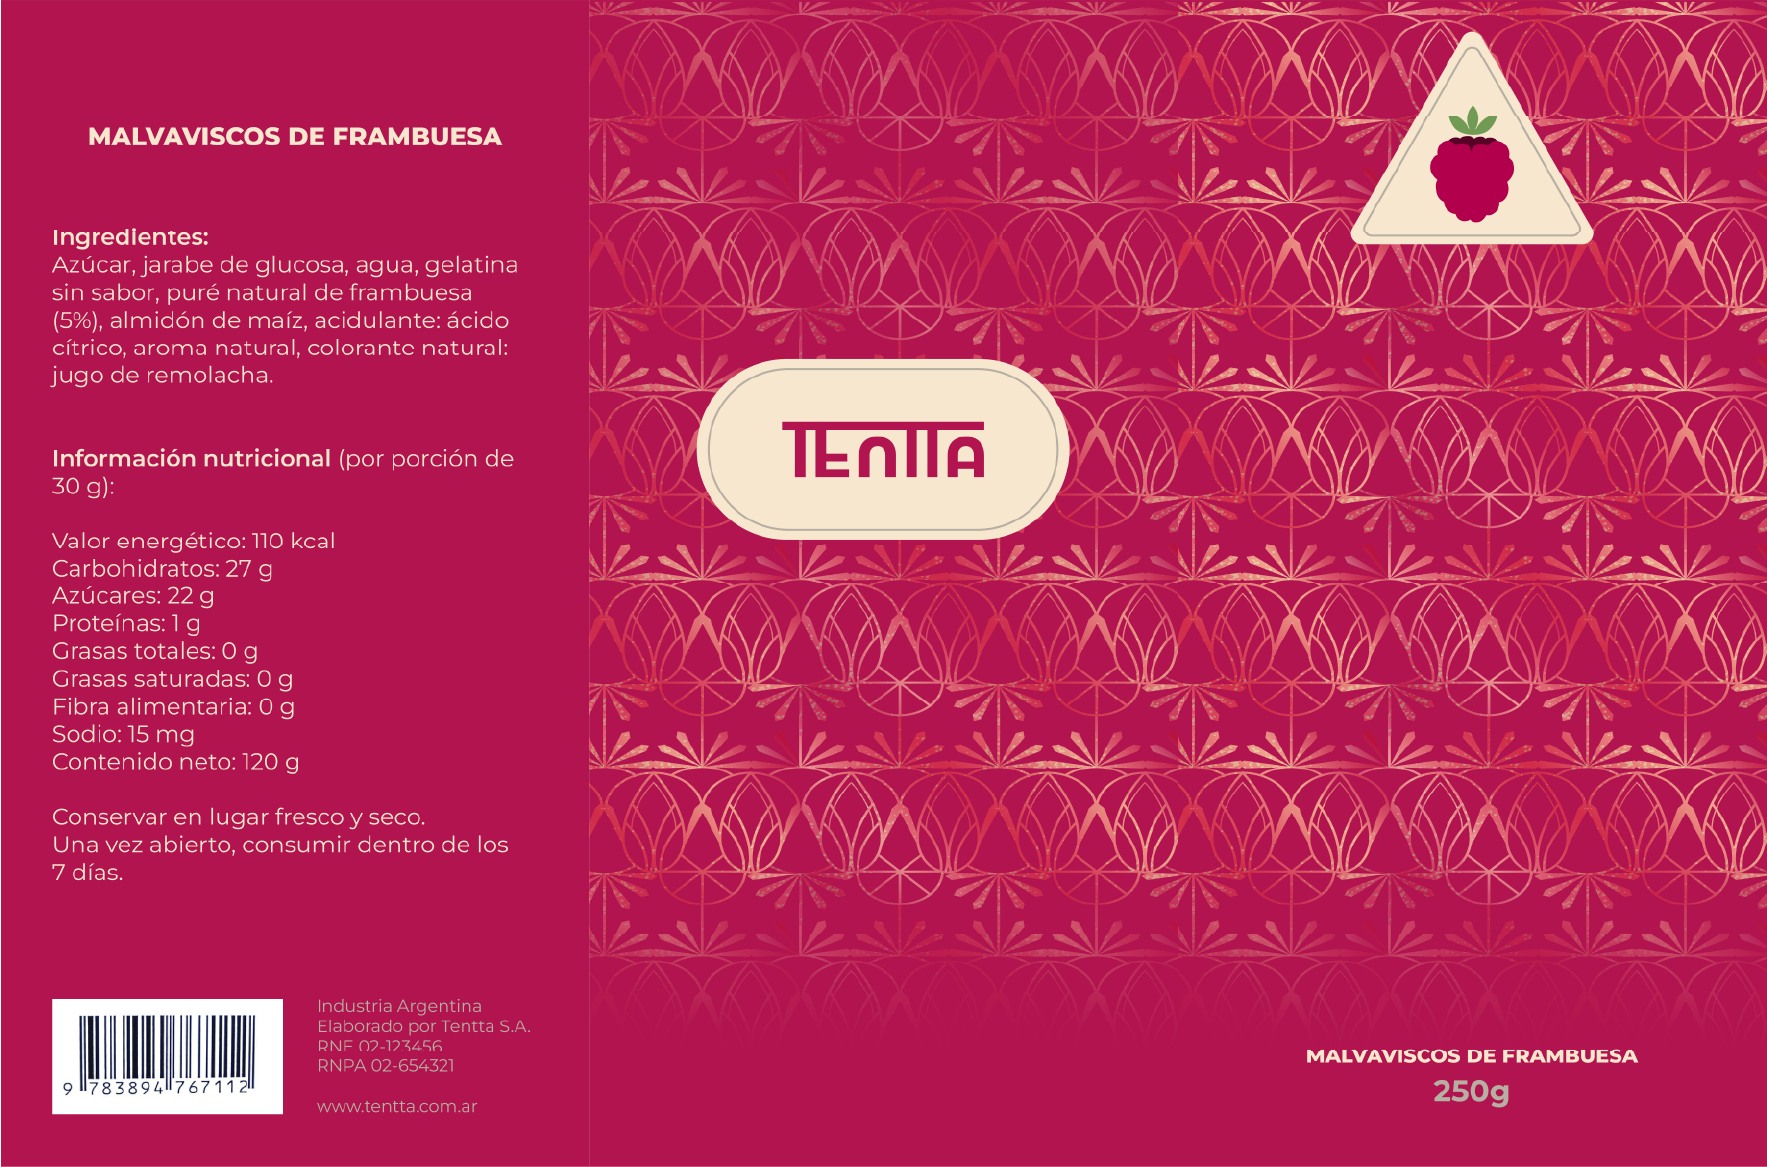 MALVAVISCOS DE FRAMBUESA
Ingredientes:
Azúcar, jarabe de glucosa, agua, gelatina
sin sabor, puré natural de frambuesa
(5%), almidón de maíz, acidulante: ácido
cítrico, aroma natural, colorante natural:
jugo de remolacha.
Información nutricional (por porción de
30 g):
Valor energético: 110 kcal
Carbohidratos: 27 g
Azúcares: 22 g
Proteínas: 1 g
Grasas totales: 0 g
Grasas saturadas: 0 g
Fibra alimentaria: 0 g
Sodio: 15 mg
Contenido neto: 120 g
Conservar en lugar fresco y seco.
Una vez abierto, consumir dentro de los
7 días.
9 783894 767112
Industria Argentina
Elaborado por Tentta S.A.
RNE 02-123456
RNPA 02-654321
www.tentta.com.ar
TEnTTA
MALVAVISCOS DE FRAMBUESA
250g